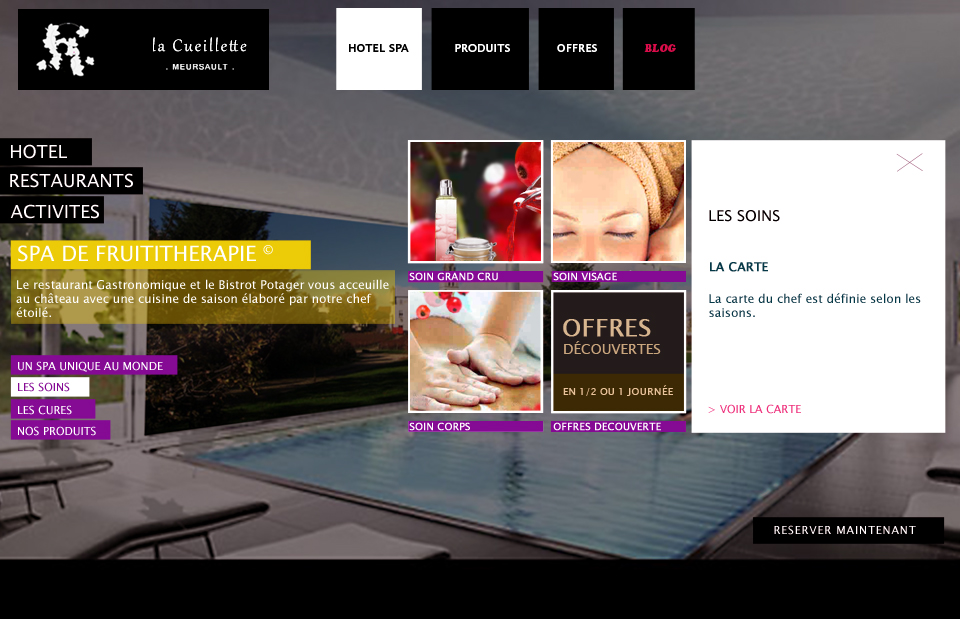 la Cueillette
. MEURSAULT .
HOTEL SPA
PRODUITS
OFFRES
BLOG
HOTEL
RESTAURANTS
ACTIVITES
SPA DE FRUITITHERAPIE ©
Le restaurant Gastronomique et le Bistrot Potager vous acceuille
au château avec une cuisine de saison élaboré par notre chef
étoilé.
UN SPA UNIQUE AU MONDE
LES SOINS
LES CURES
NOS PRODUITS
SOIN GRAND CRU
SOIN VISAGE
OFFRES
DÉCOUVERTES
EN 1/2 OU 1 JOURNÉE
SOIN CORPS
OFFRES DECOUVERTE
LES SOINS
LA CARTE
La carte du chef est définie selon les
saisons.
> VOIR LA CARTE
RESERVER MAINTENANT